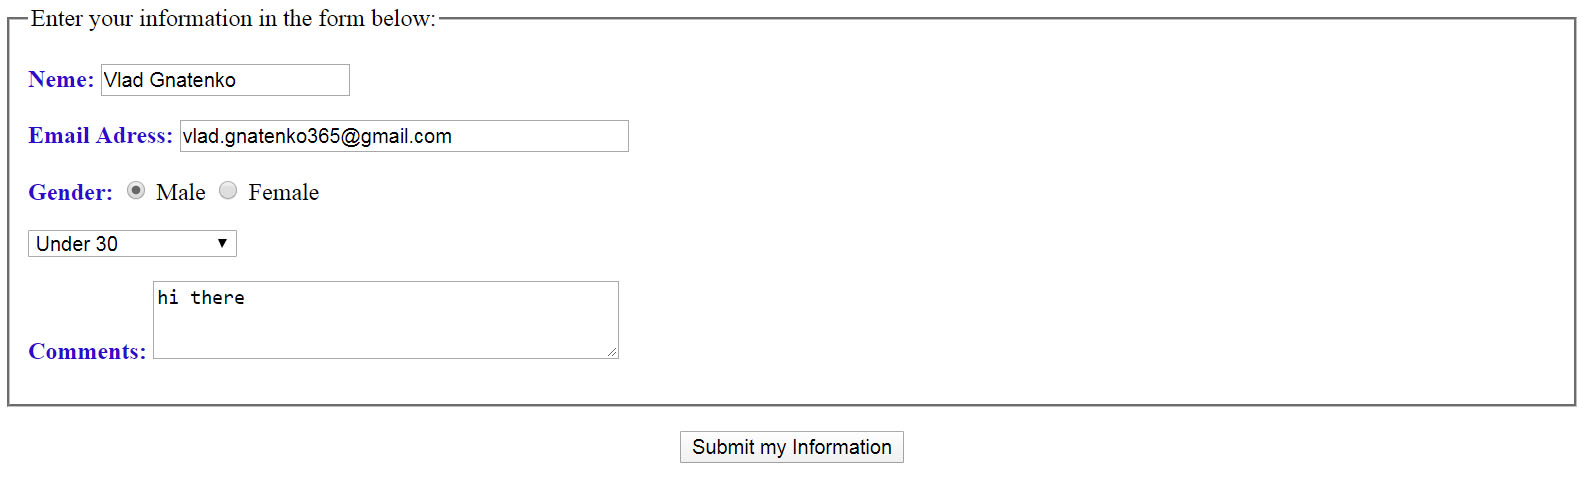 Enter your information in the form below:
Neme: Vlad Gnatenko
Email Adress: vlad.gnatenko365@gmail.com
Gender: Male Female
Under 30
hi there
Comments:
Submit my Information